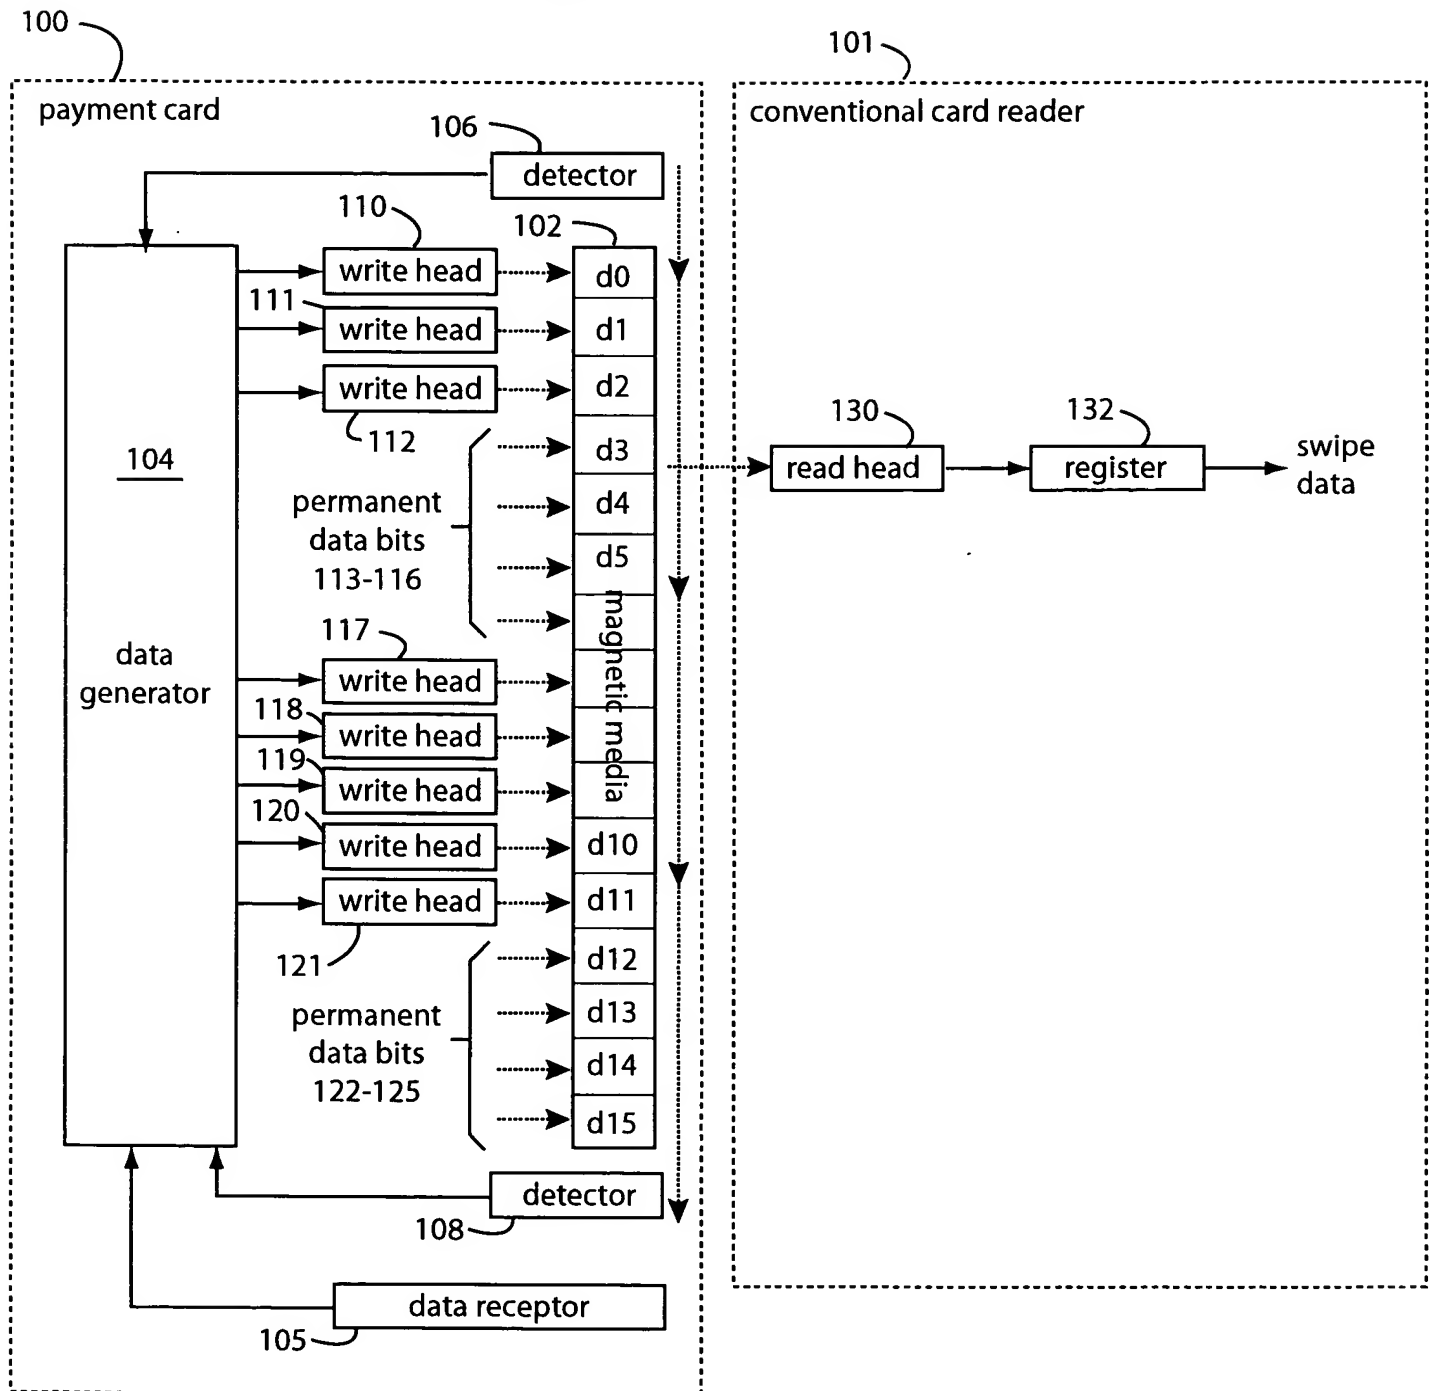 100
101
payment card
conventional card reader
106
detector
110
102
write head
d0
111
write head
d1
write head
d2
112
130
132
104
d3
read head
register
swipe
data
permanent
data bits
113-116
d4
d5
magnetic media
117
data
generator
write head
118
write head
119
write head
120
write head
d10
write head
d11
121
d12
permanent
data bits
122-125
d13
d14
d15
detector
108
data receptor
105